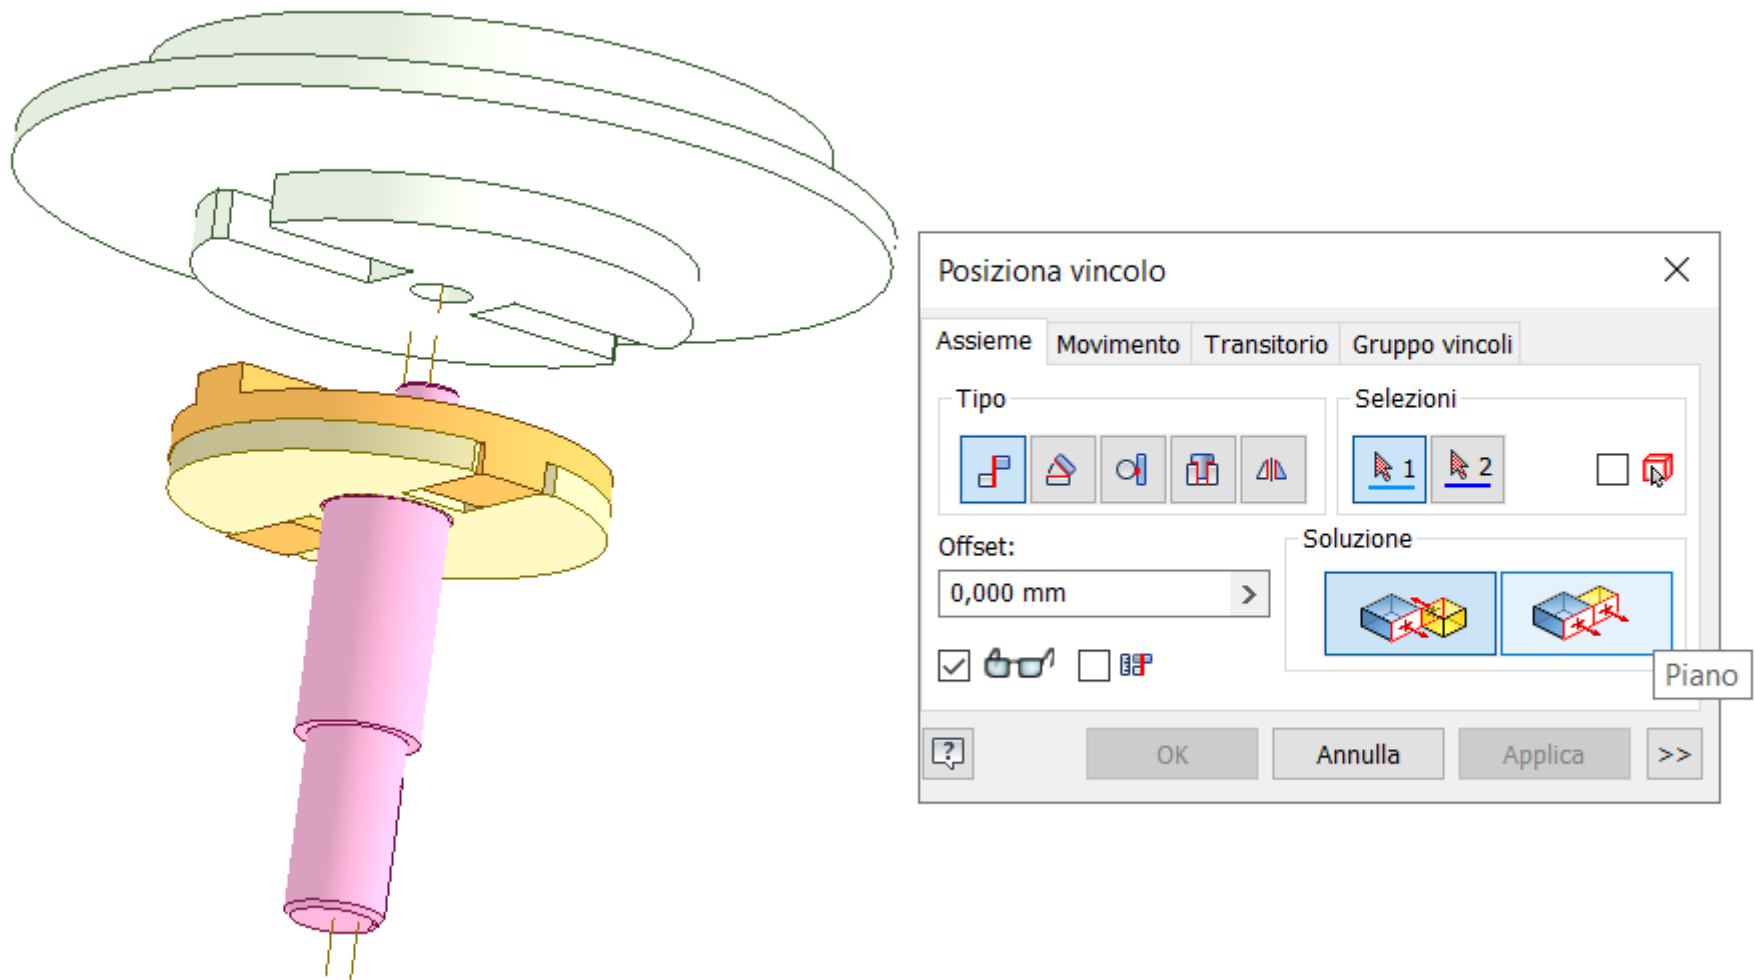 Posiziona vincolo
Assieme Movimento Transitorio Gruppo vincoli
Tipo Selezioni
1 2
Offset: Soluzione
0,000 mm >
Piano
? OK Annulla Applica >>